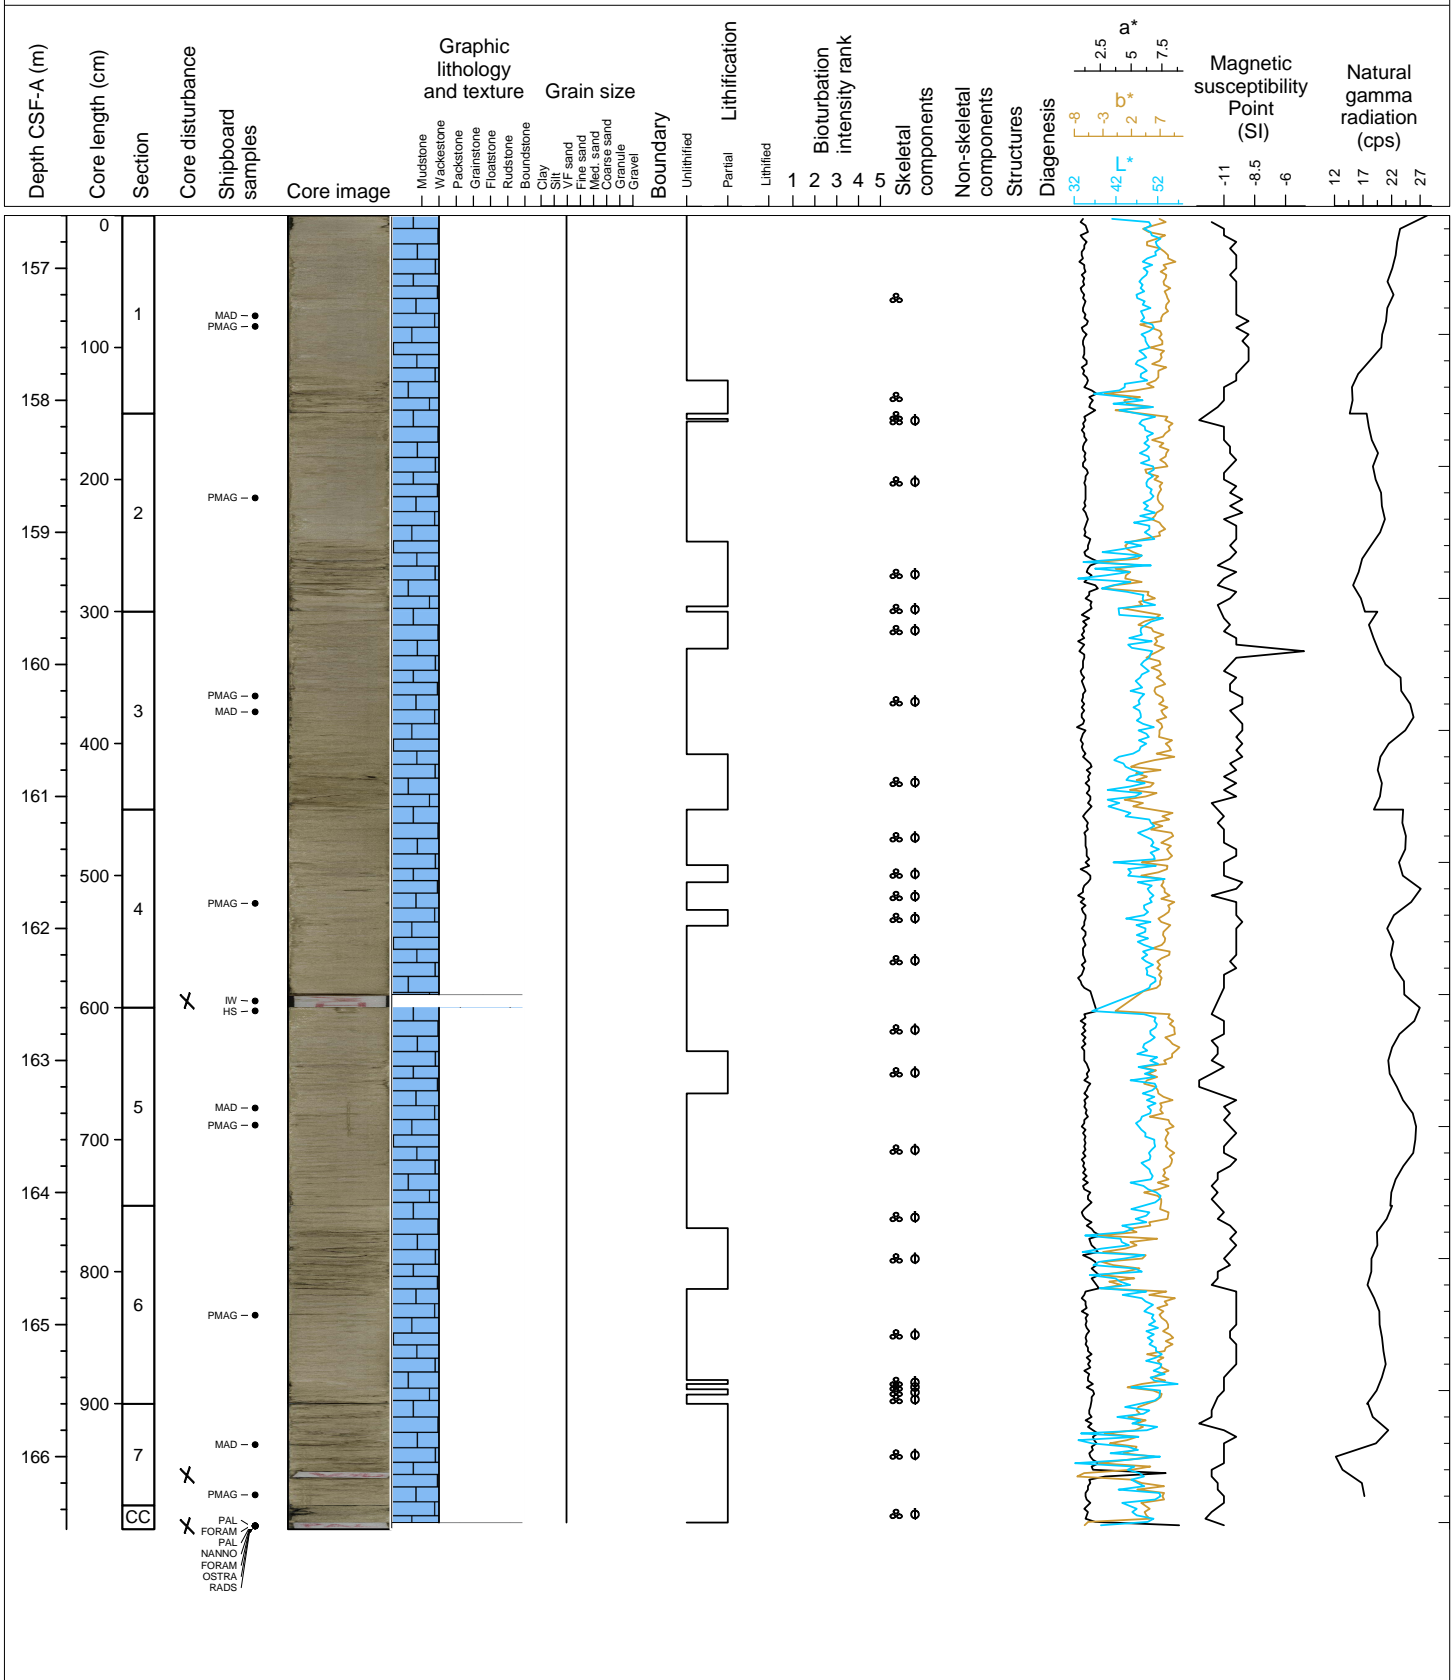 Depth CSF-A (m)
Core length (cm)
Section
Core disturbance
Shipboard
samples
Core image
Graphic
lithology
and texture
Mudstone
Wackestone
Packstone
Grainstone
Floatstone
Rudstone
Boundstone
Grain size
Clay
Silt
VF sand
Fine sand
Med. sand
Coarse sand
Granule
Gravel
Boundary
Lithification
Unlithified
Partial
Lithified
Bioturbation
intensity rank
1 2 3 4 5
Skeletal
components
Non-skeletal
components
Structures
Diagenesis
a*
2.5 5 7.5
b*
-8 -3 2 7
L*
32 42 52
Magnetic
susceptibility
Point
(SI)
-11 -8.5 -6
Natural
gamma
radiation
(cps)
12 17 22 27
0
157
1
MAD
PMAG
100
158
200
PMAG
2
159
300
160
PMAG
3
MAD
400
161
500
PMAG
4
162
IW
600
HS
163
5
MAD
PMAG
700
164
800
6
PMAG
165
900
MAD
7
166
PMAG
CC
PAL
FORAM
PAL
NANNO
FORAM
OSTRA
RADS